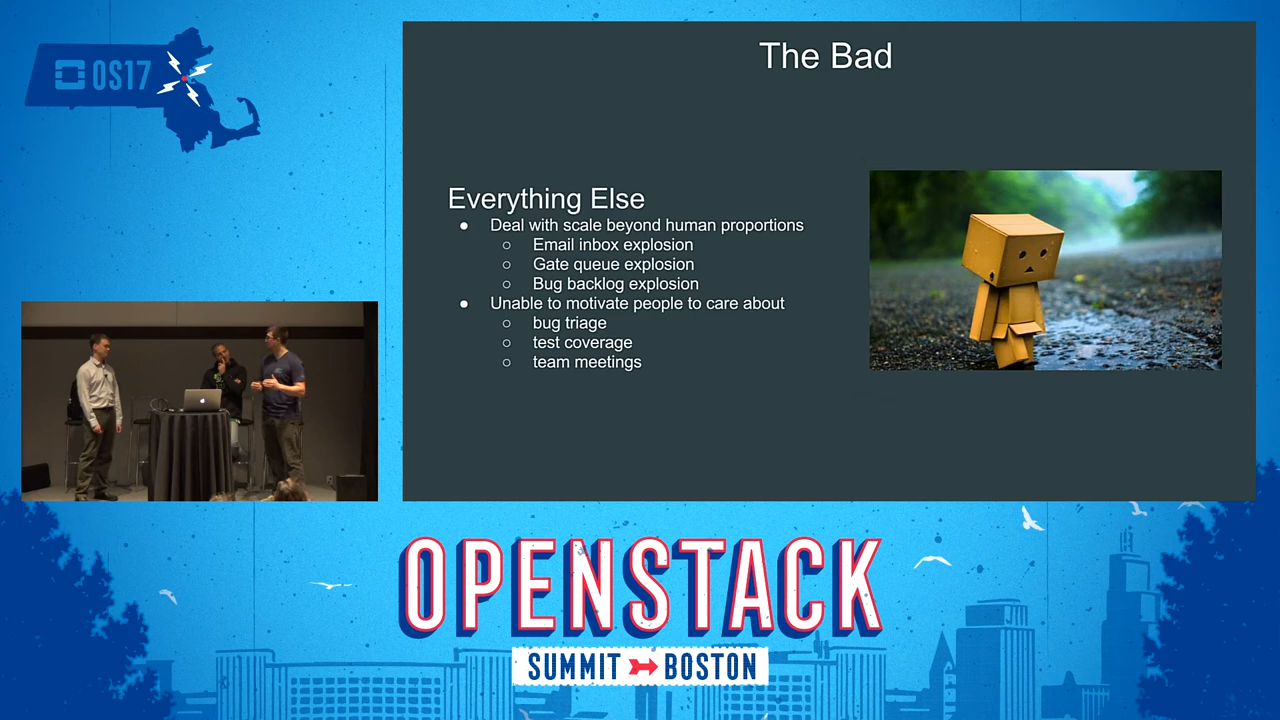 OS17
The Bad
Everything Else
Deal with scale beyond human proportions
Email inbox explosion
Gate queue explosion
Bug backlog explosion
Unable to motivate people to care about
bug triage
test coverage
team meetings
OPENSTACK
SUMMIT BOSTON